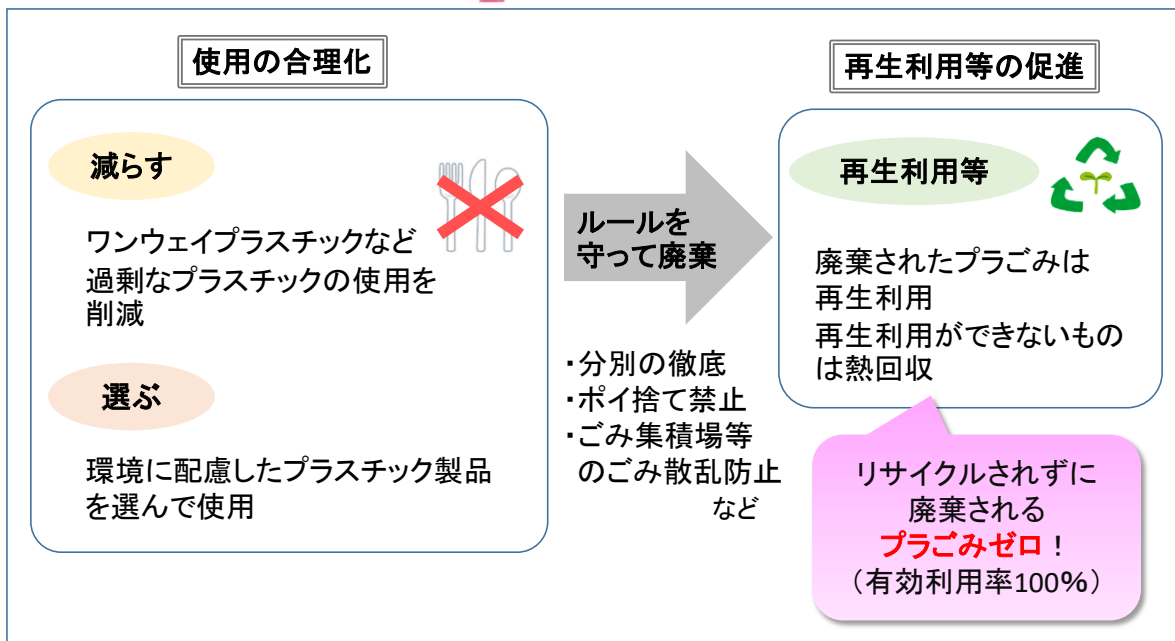 使用の合理化
減らす
ワンウェイプラスチックなど
過剰なプラスチックの使用を
削減
選ぶ
環境に配慮したプラスチック製品
を選んで使用
ルールを
守って廃棄
・分別の徹底
・ポイ捨て禁止
・ごみ集積場等
のごみ散乱防止
など
再生利用等の促進
再生利用等
廃棄されたプラごみは
再生利用
再生利用ができないもの
は熱回収
リサイクルされずに
廃棄される
プラごみゼロ！
（有効利用率100％）